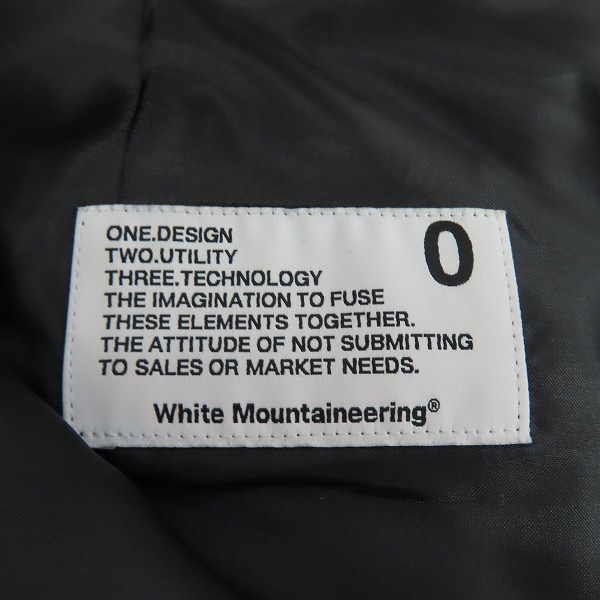 ONE.DESIGN
TWO.UTILITY
THREE.TECHNOLOGY
THE IMAGINATION TO FUSE
THESE ELEMENTS TOGETHER.
THE ATTITUDE OF NOT SUBMITTING
TO SALES OR MARKET NEEDS.
0
White Mountaineering®